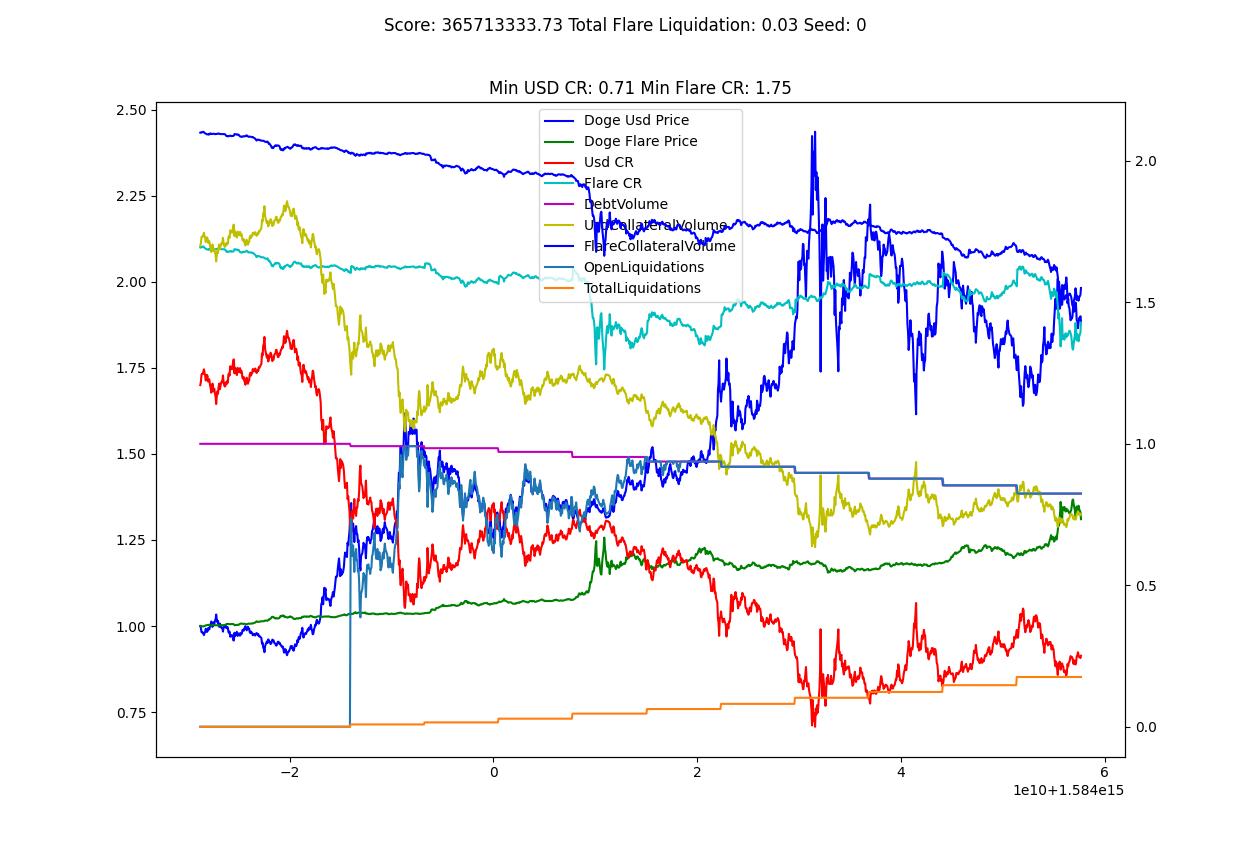 Score: 365713333.73 Total Flare Liquidation: 0.03 Seed: 0
Min USD CR: 0.71 Min Flare CR: 1.75
2.50
2.25
2.00
1.75
1.50
1.25
1.00
0.75
Doge Usd Price
Doge Flare Price
Usd CR
Flare CR
DebtVolume
UsdCollateralVolume
FlareCollateralVolume
OpenLiquidations
TotalLiquidations
2.0
1.5
1.0
0.5
0.0
−2 0 2 4 6
1e10+1.584e15